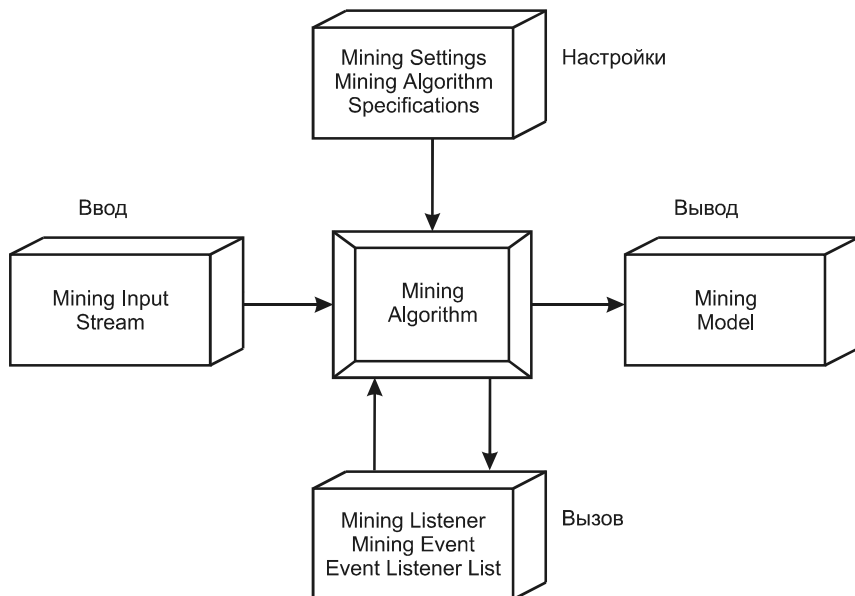 Mining Settings
Mining Algorithm
Specifications
Настройки
Ввод
Вывод
Mining Input
Stream
Mining
Algorithm
Mining
Model
Mining Listener
Mining Event
Event Listener List
Вызов